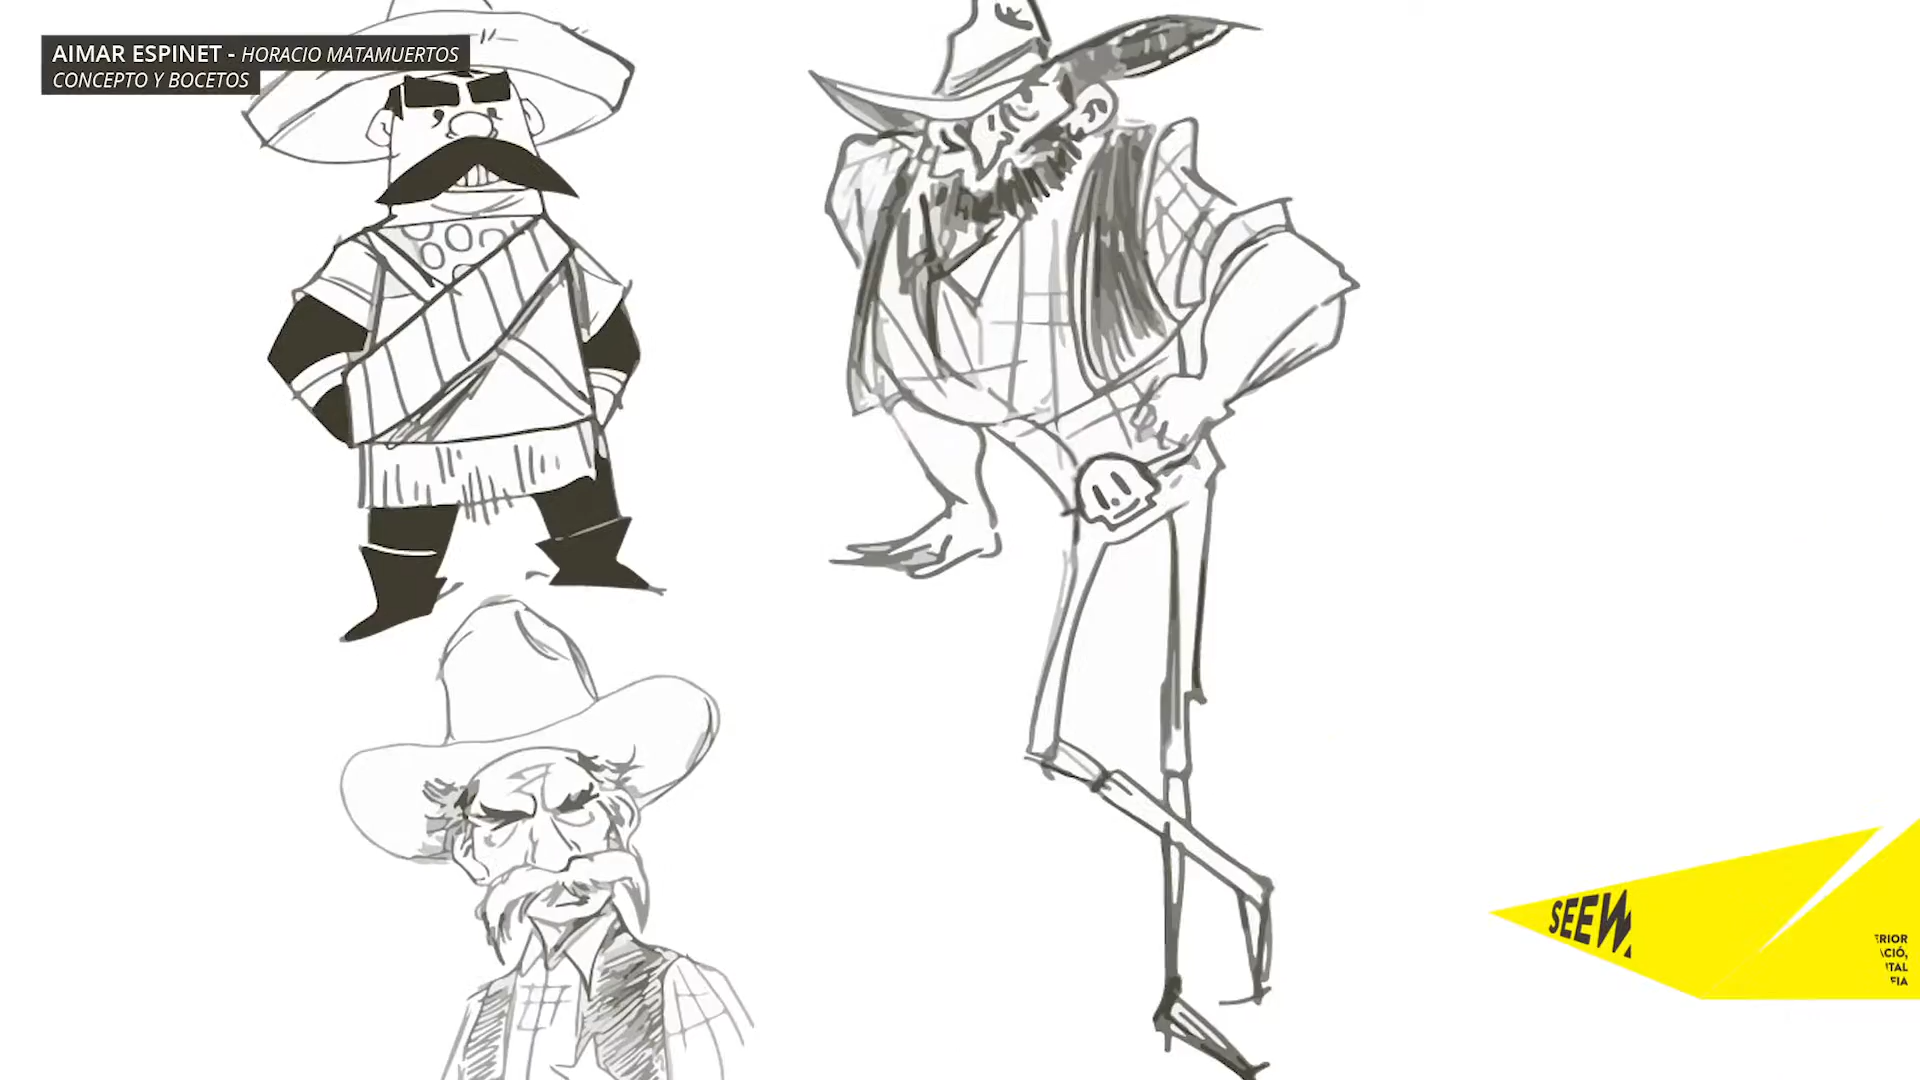 AIMAR ESPINET - HORACIO MATAMUERTOS
CONCEPTO Y BOCETOS
SEEW